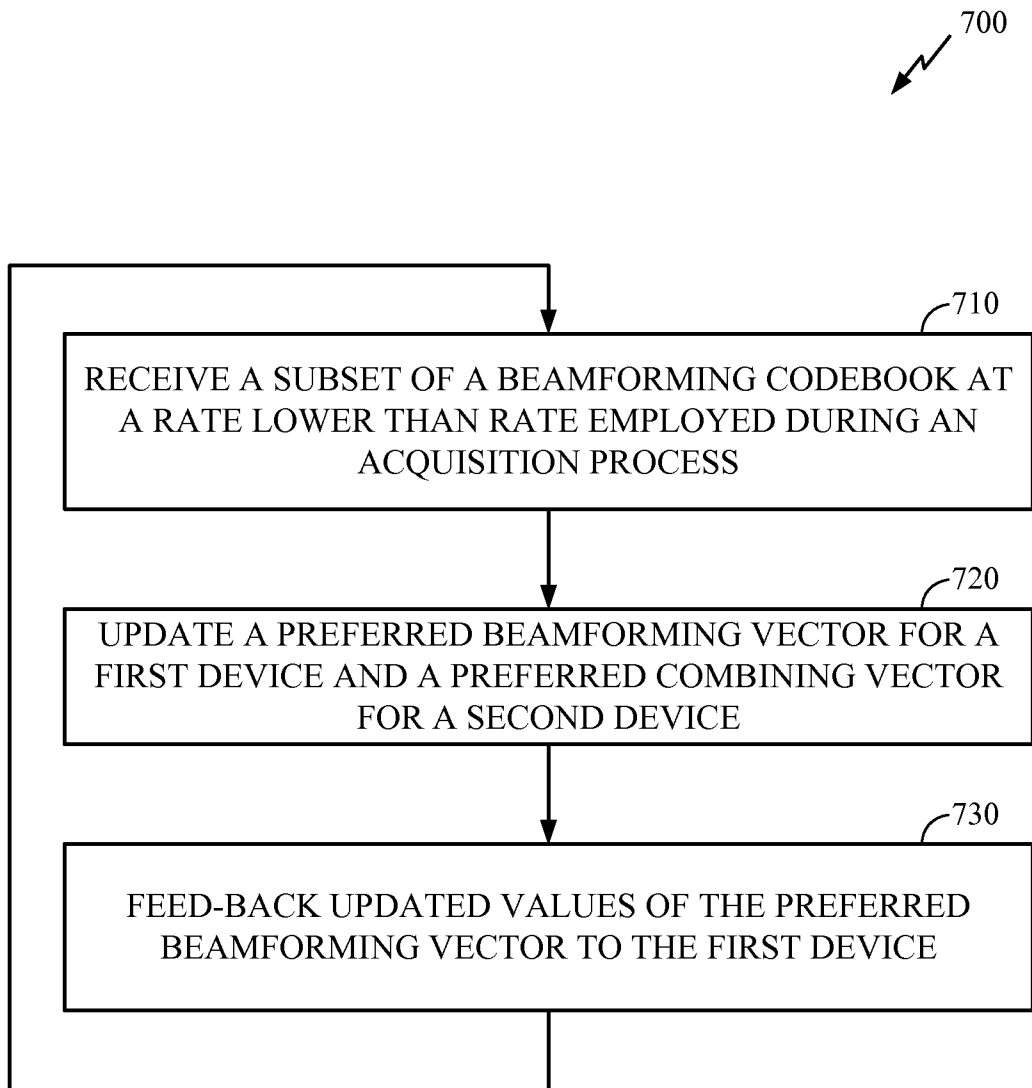 700
710
RECEIVE A SUBSET OF A BEAMFORMING CODEBOOK AT
A RATE LOWER THAN RATE EMPLOYED DURING AN
ACQUISITION PROCESS
720
UPDATE A PREFERRED BEAMFORMING VECTOR FOR A
FIRST DEVICE AND A PREFERRED COMBINING VECTOR
FOR A SECOND DEVICE
730
FEED-BACK UPDATED VALUES OF THE PREFERRED
BEAMFORMING VECTOR TO THE FIRST DEVICE